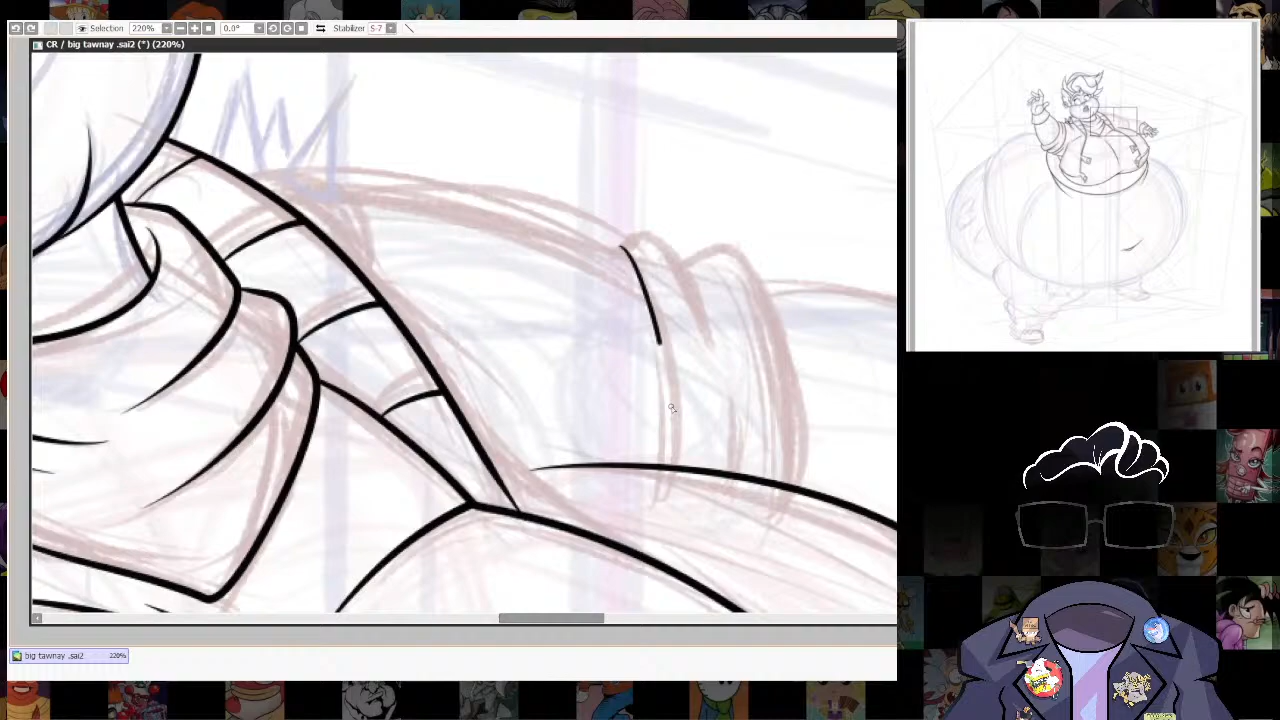 Selection 220% 0.0° Stabilizer S-7
CR / big tawnay .sai2 (*) (220%)
big tawnay .sai2 220%